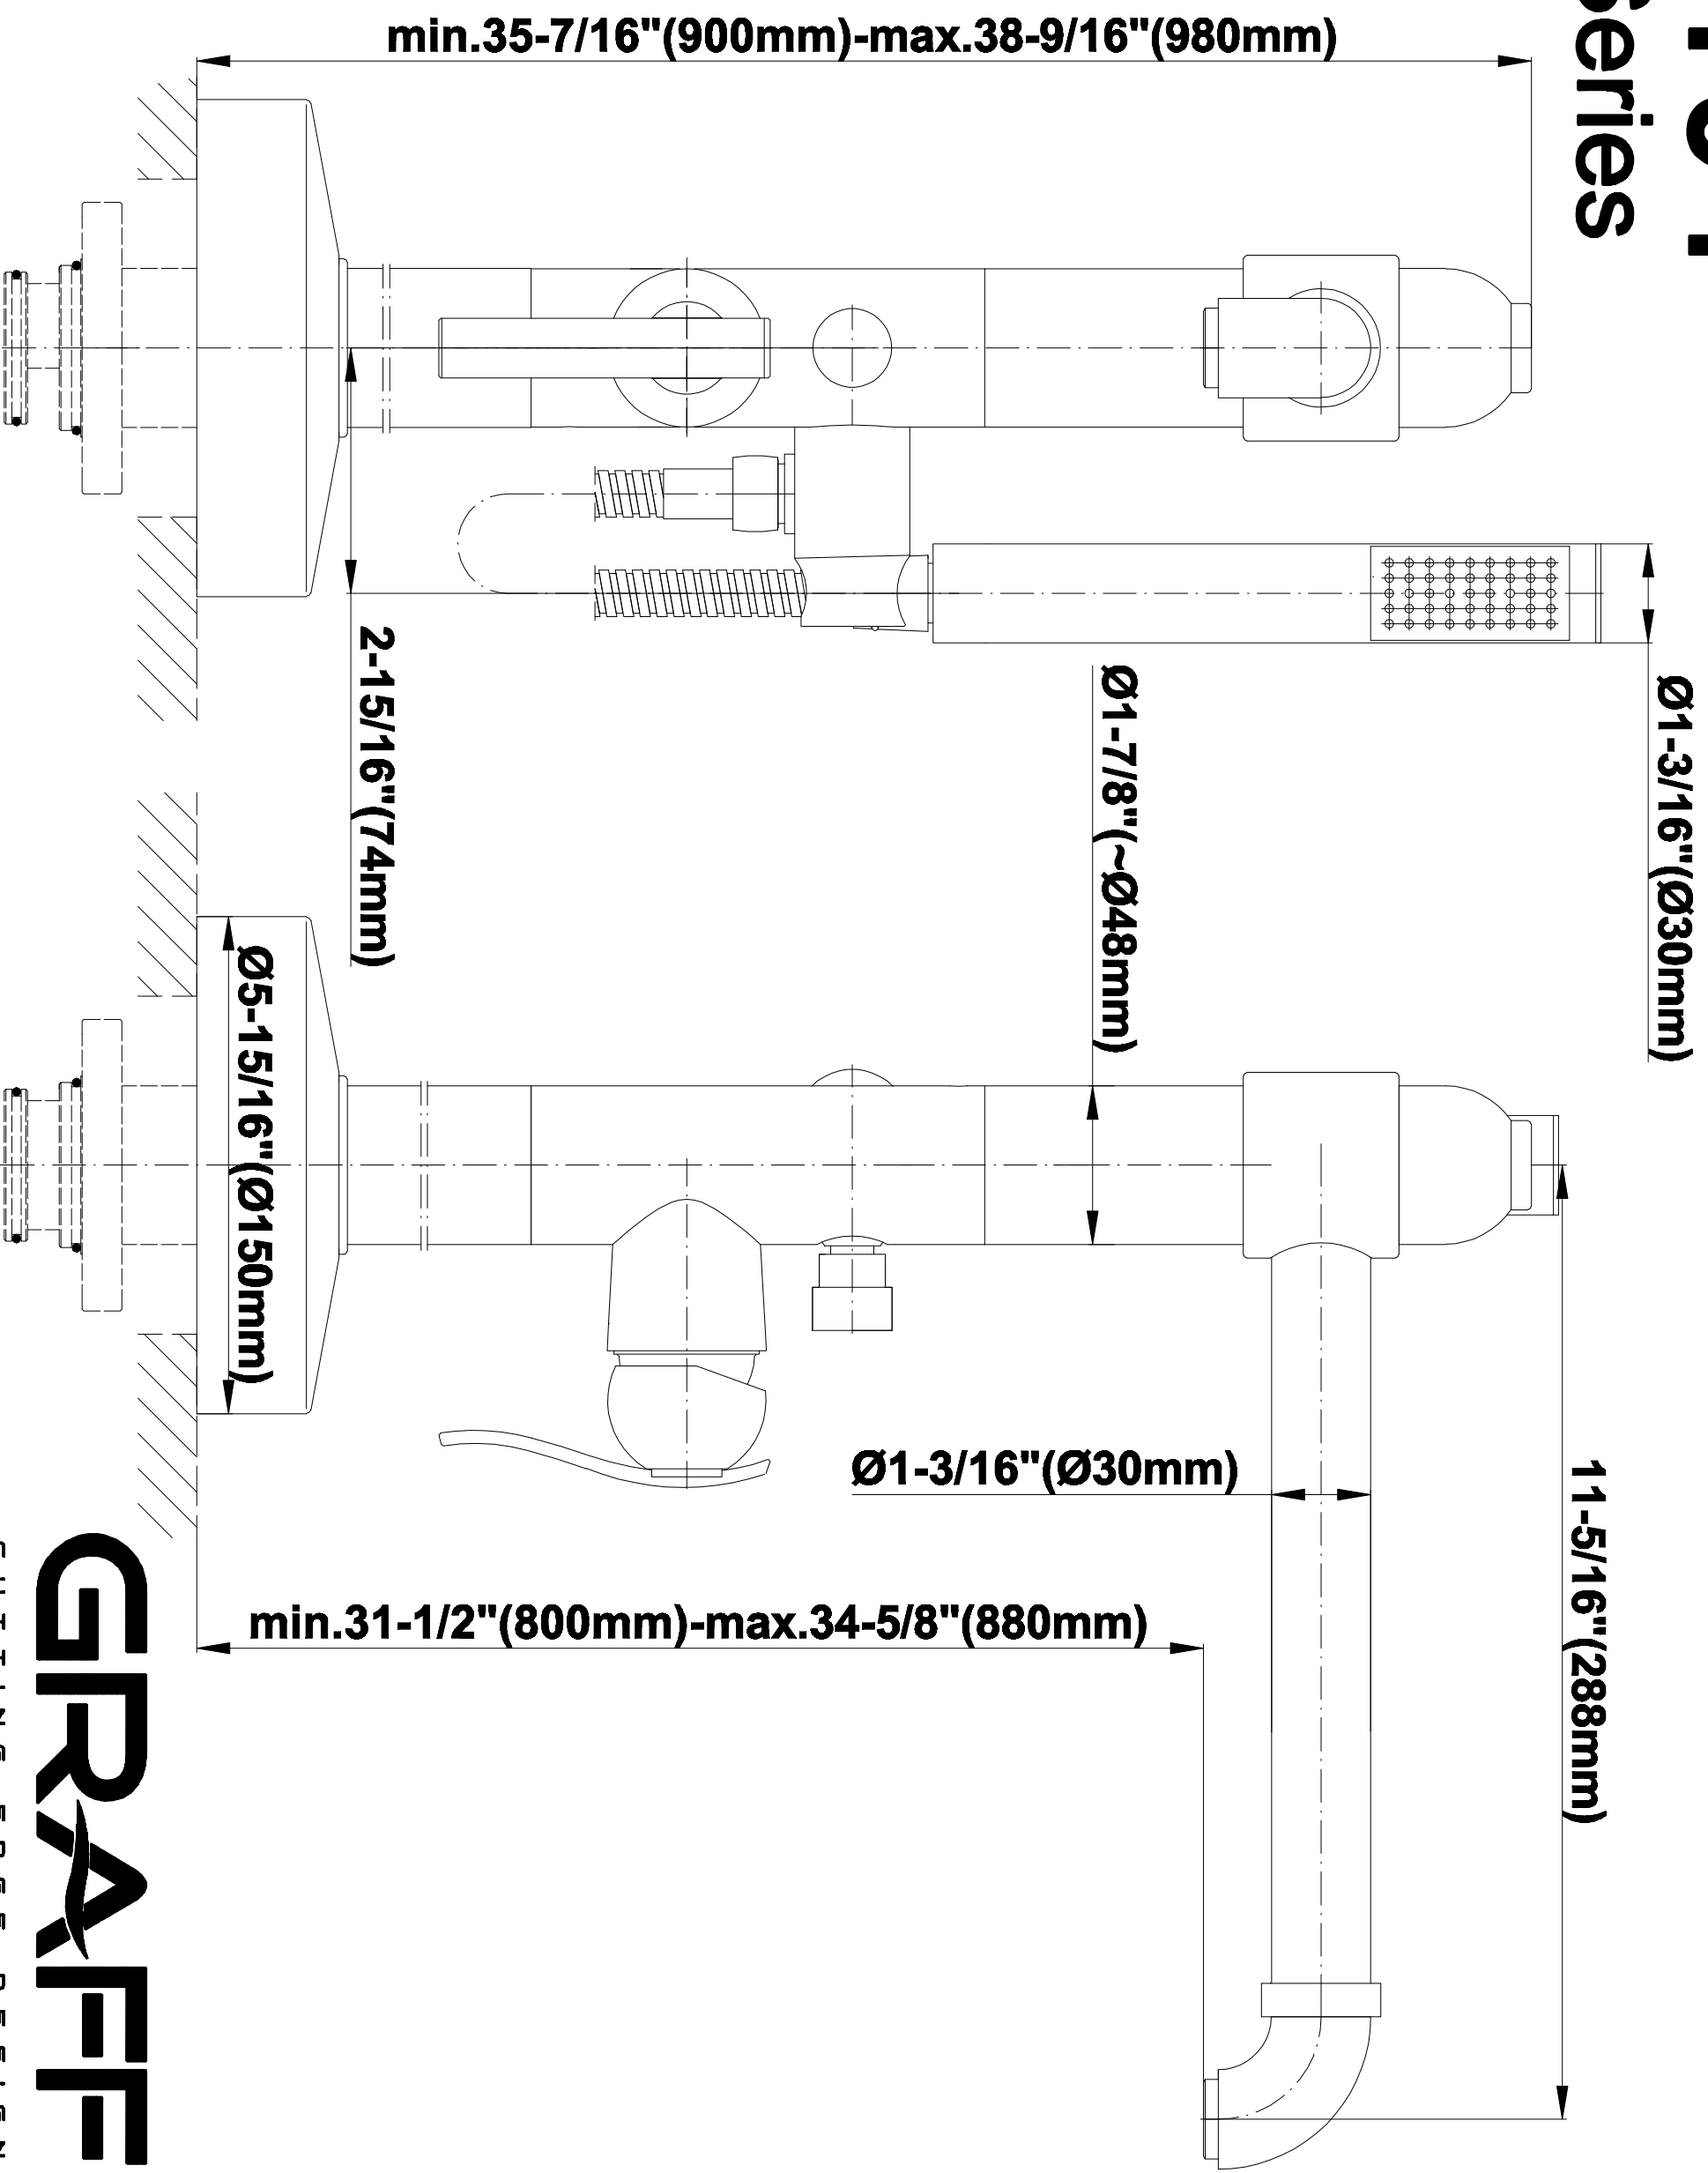 Series
min.35-7/16"(900mm)-max.38-9/16"(980mm)
Ø1-3/16"(Ø30mm)
Ø1-7/8"(~Ø48mm)
2-15/16"(74mm)
Ø5-15/16"(Ø150mm)
11-5/16"(288mm)
Ø1-3/16"(Ø30mm)
min.31-1/2"(800mm)-max.34-5/8"(880mm)
GRAFF